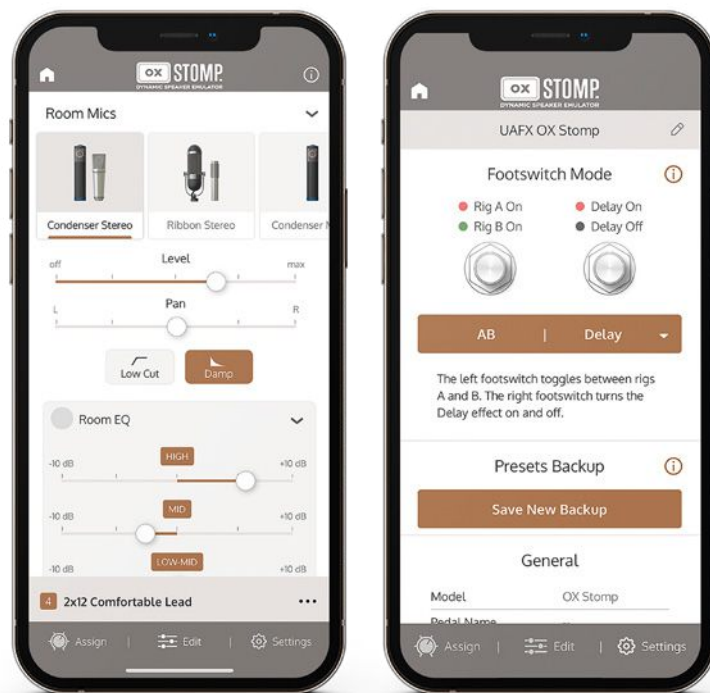 OX STOMP
DYNAMIC SPEAKER EMULATOR
Room Mics
Condenser Stereo
Ribbon Stereo
Condenser
off
Level
max
L
Pan
R
Low Cut
Damp
Room EQ
-10 dB
HIGH
+10 dB
-10 dB
MID
+10 dB
-10 dB
LOW-MID
+10 dB
4 2x12 Comfortable Lead
Assign | Edit | Settings
OX STOMP
DYNAMIC SPEAKER EMULATOR
UAFX OX Stomp
Footswitch Mode
Rig A On
Rig B On
Delay On
Delay Off
AB | Delay
The left footswitch toggles between rigs
A and B. The right footswitch turns the
Delay effect on and off.
Presets Backup
Save New Backup
General
Model OX Stomp
Pedal Name
Assign | Edit | Settings